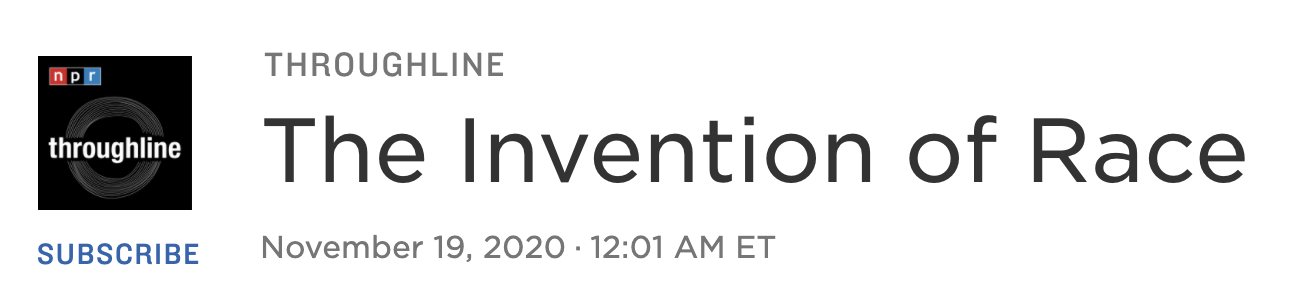 npr
throughline
SUBSCRIBE
THROUGHLINE
The Invention of Race
November 19, 2020 · 12:01 AM ET